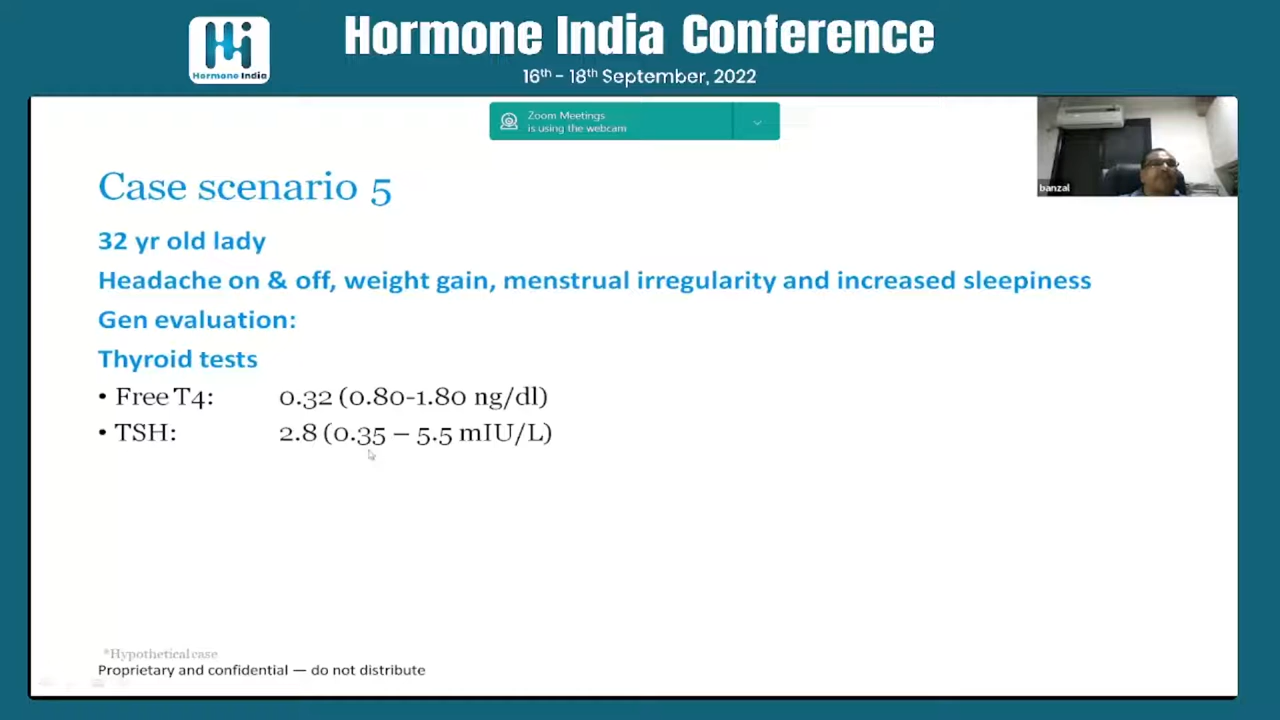 Hormone India Conference
16th - 18th September, 2022
Hi
Hormone India
Zoom Meetings
is using the webcam
banzal
Case scenario 5
32 yr old lady
Headache on & off, weight gain, menstrual irregularity and increased sleepiness
Gen evaluation:
Thyroid tests
• Free T4: 0.32 (0.80-1.80 ng/dl)
• TSH: 2.8 (0.35 – 5.5 mIU/L)
*Hypothetical case
Proprietary and confidential — do not distribute